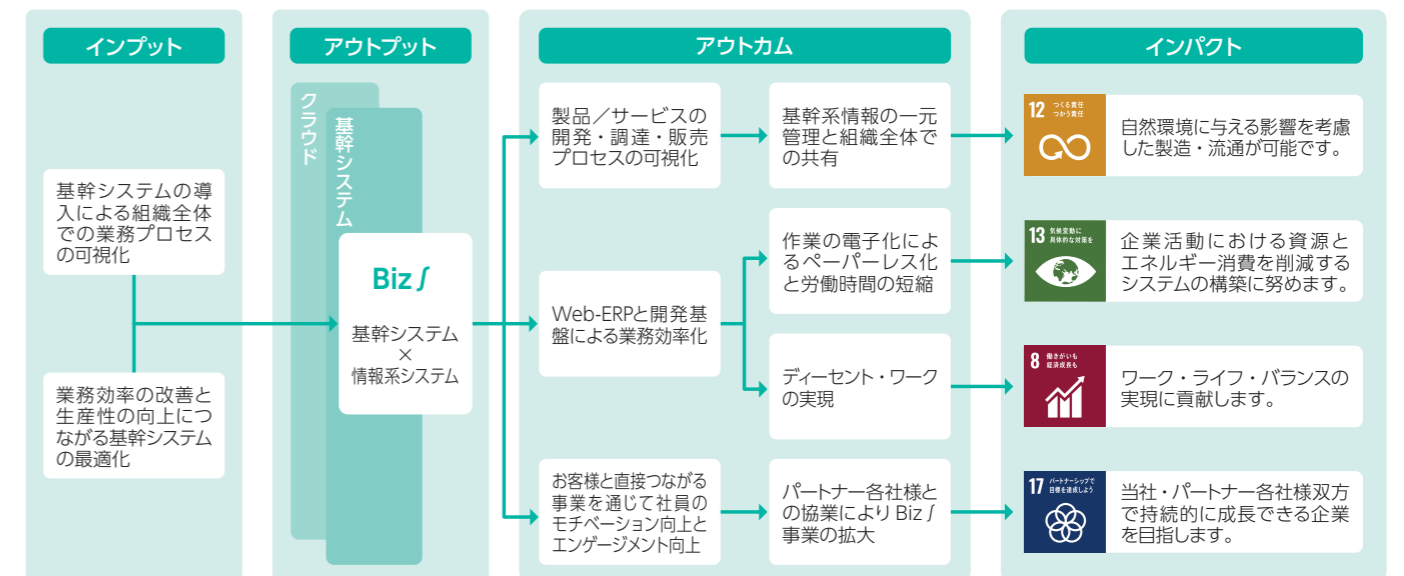 インプット
基幹システムの導
入による組織全体
での業務プロセス
の可視化
業務効率の改善と
生産性の向上につ
ながる基幹システム
の最適化
アウトプット
クラウド
基幹システム
Biz∫
基幹システム
×
情報系システム
アウトカム
製品／サービスの
開発・調達・販売
プロセスの可視化
基幹系情報の一元
管理と組織全体で
の共有
Web-ERPと開発基
盤による業務効率化
作業の電子化によ
るペーパーレス化
と労働時間の短縮
ディーセント・ワーク
の実現
お客様と直接つながる
事業を通じて社員の
モチベーション向上と
エンゲージメント向上
パートナー各社様と
の協業により Biz∫
事業の拡大
インパクト
12 つくる責任
つかう責任
自然環境に与える影響を考慮
した製造・流通が可能です。
13 気候変動に
具体的な対策を
企業活動における資源と
エネルギー消費を削減する
システムの構築に努めます。
8 働きがいも
経済成長も
ワーク・ライフ・バランスの
実現に貢献します。
17 パートナーシップで
目標を達成しよう
当社・パートナー各社様双方
で持続的に成長できる企業
を目指します。